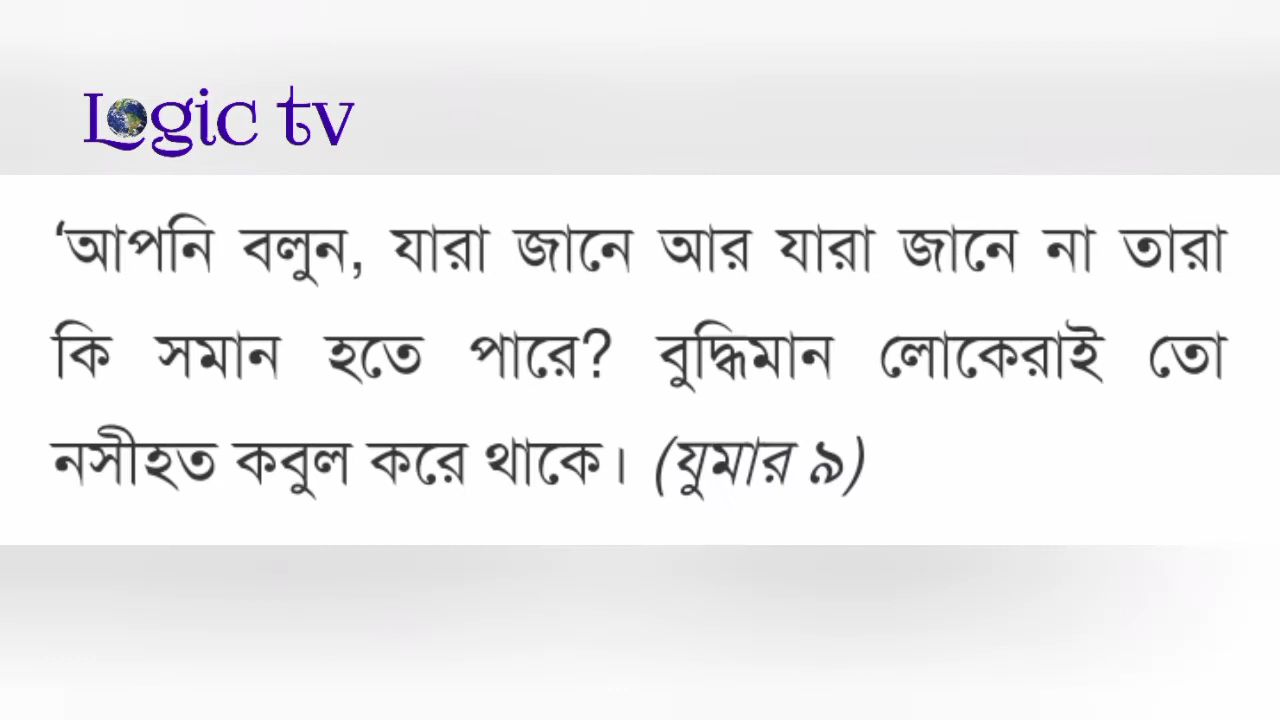 Logic tv
‘আপনি বলুন, যারা জানে আর যারা জানে না তারা
কি সমান হতে পারে? বুদ্ধিমান লোকেরাই তো
নসীহত কবুল করে থাকে। (যুমার ৯)